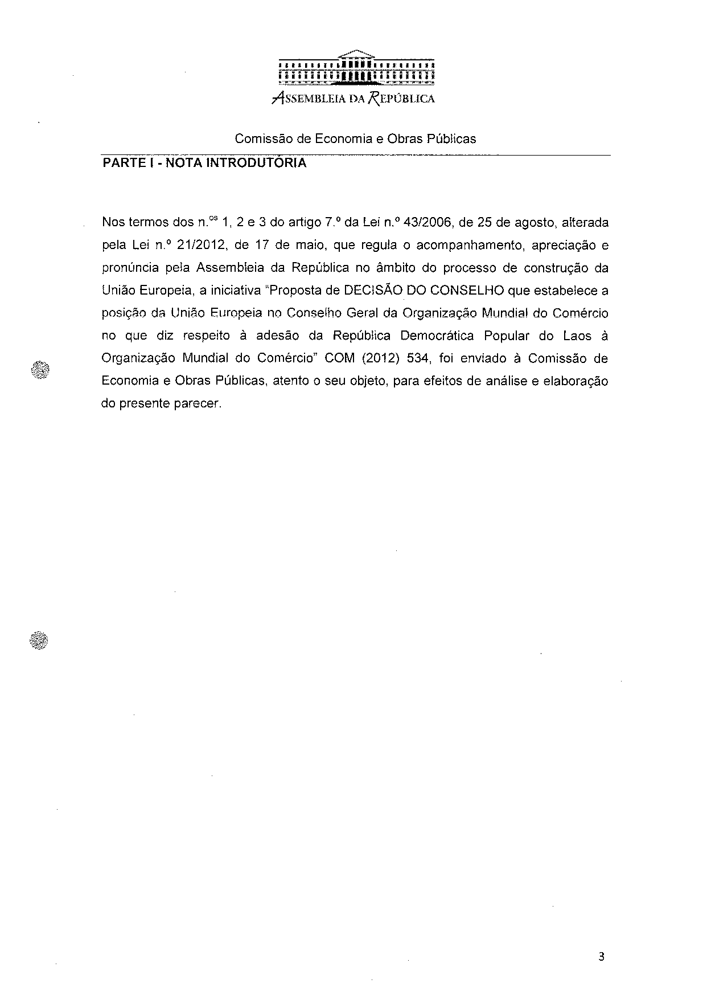 ASSEMBLEIA DA REPÚBLICA
Comissão de Economia e Obras Públicas
PARTE I - NOTA INTRODUTÓRIA
Nos termos dos n.ºs 1, 2 e 3 do artigo 7.º da Lei n.º 43/2006, de 25 de agosto, alterada
pela Lei n.º 21/2012, de 17 de maio, que regula o acompanhamento, apreciação e
pronúncia pela Assembleia da República no âmbito do processo de construção da
União Europeia, a iniciativa “Proposta de DECISÃO DO CONSELHO que estabelece a
posição da União Europeia no Conselho Geral da Organização Mundial do Comércio
no que diz respeito à adesão da República Democrática Popular do Laos à
Organização Mundial do Comércio” COM (2012) 534, foi enviado à Comissão de
Economia e Obras Públicas, atento o seu objeto, para efeitos de análise e elaboração
do presente parecer.
3